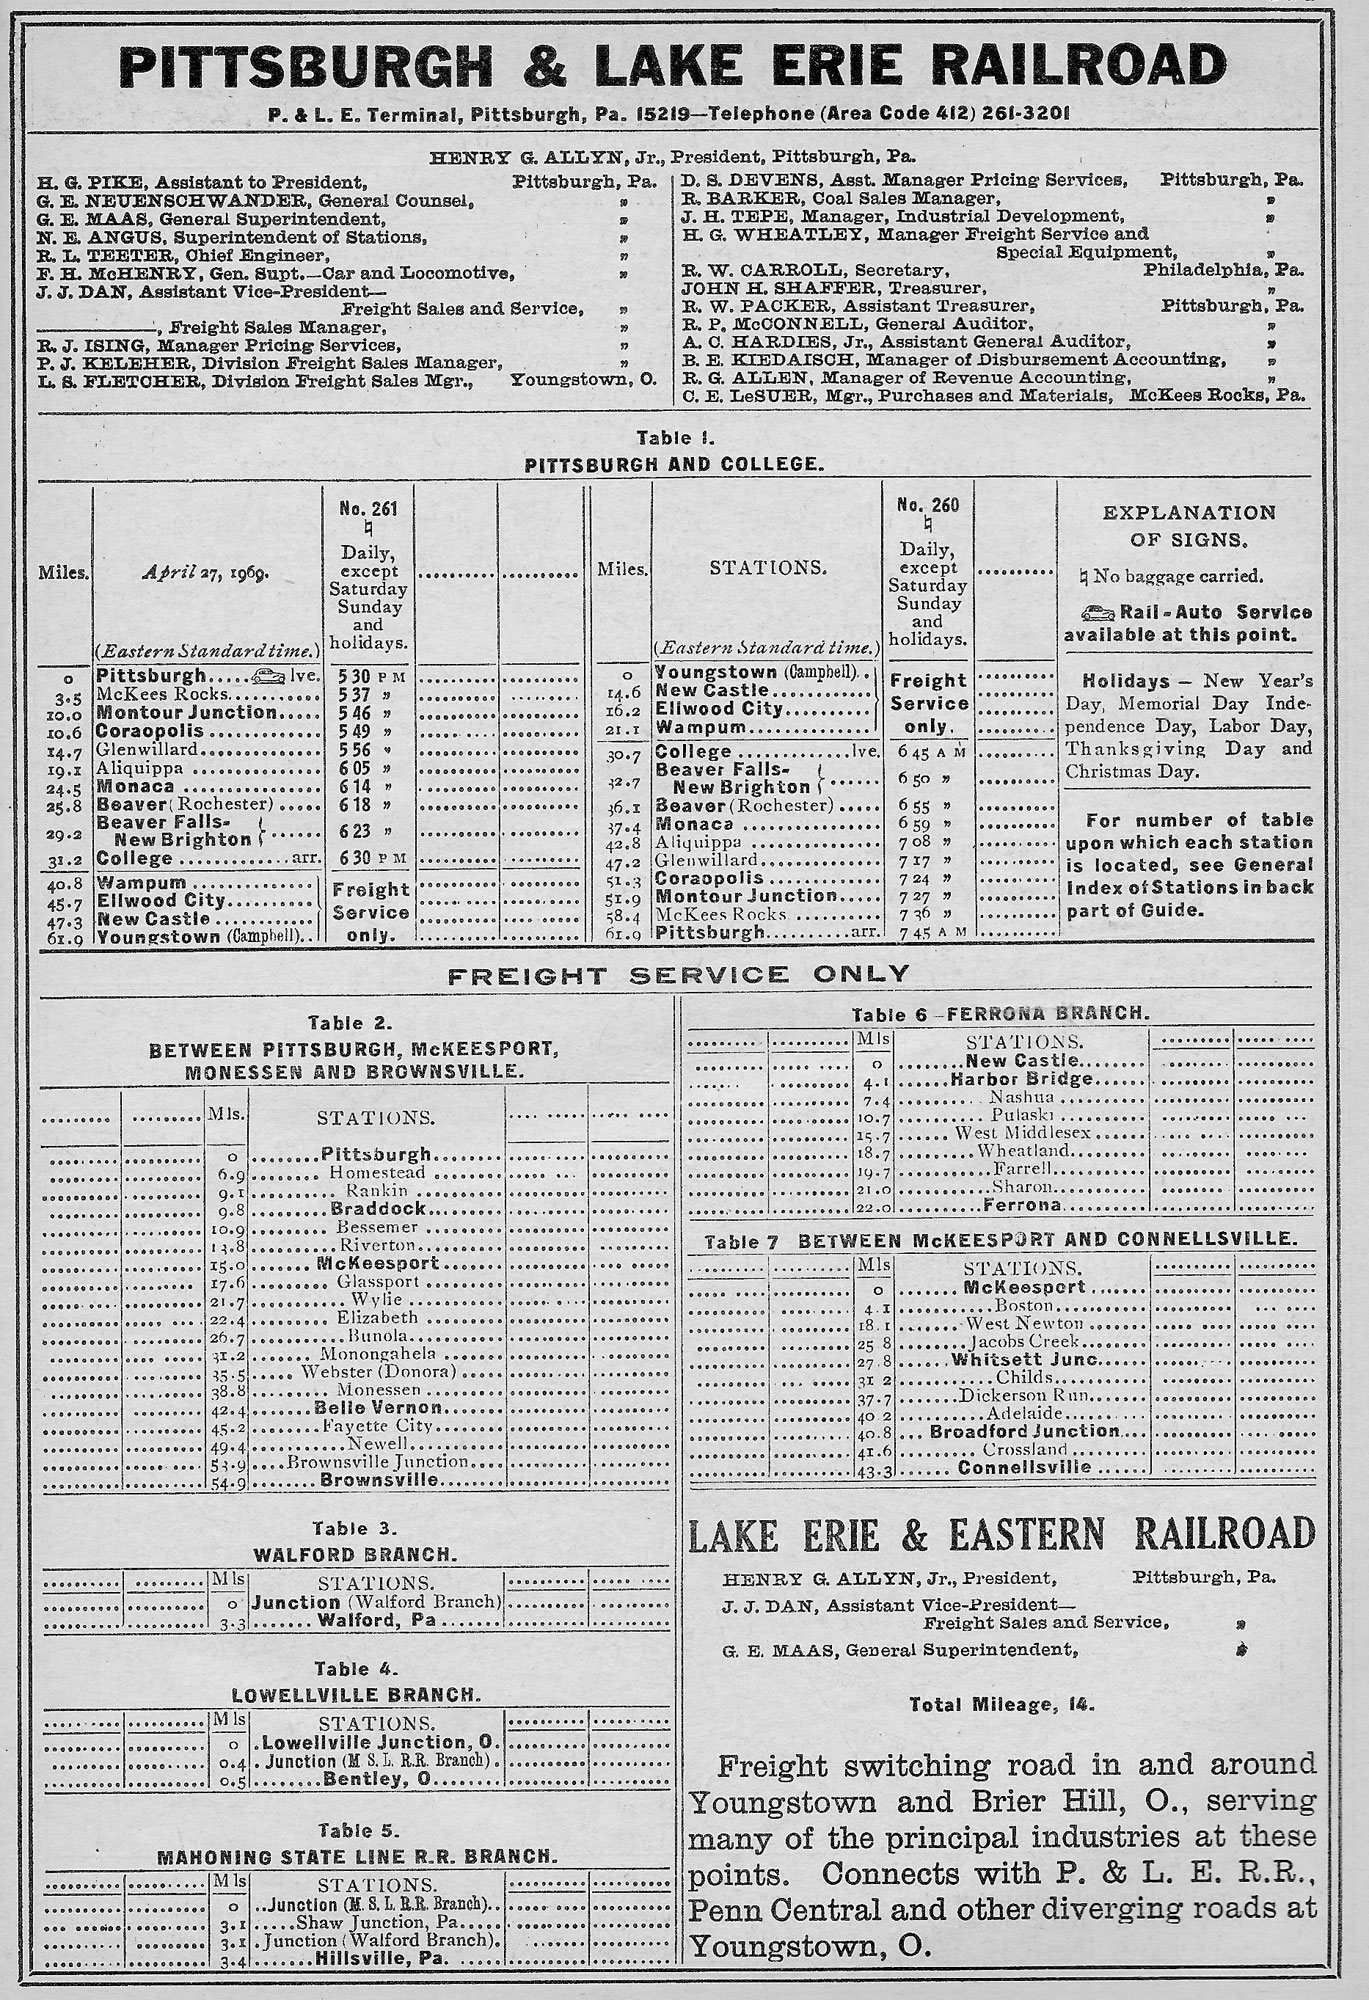 PITTSBURGH & LAKE ERIE RAILROAD
P. & L. E. Terminal, Pittsburgh, Pa. 15219—Telephone (Area Code 412) 261-3201
HENRY G. ALLYN, Jr., President, Pittsburgh, Pa.
H. G. PIKE, Assistant to President, Pittsburgh, Pa.
G. E. NEUENSCHWANDER, General Counsel, "
G. E. MAAS, General Superintendent, "
N. E. ANGUS, Superintendent of Stations, "
R. L. TEETER, Chief Engineer, "
F. H. McHENRY, Gen. Supt.—Car and Locomotive, "
J. J. DAN, Assistant Vice-President—
Freight Sales and Service, "
————, Freight Sales Manager, "
R. J. ISING, Manager Pricing Services, "
P. J. KELEHER, Division Freight Sales Manager, "
L. S. FLETCHER, Division Freight Sales Mgr., Youngstown, O.
D. S. DEVENS, Asst. Manager Pricing Services, Pittsburgh, Pa.
R. BARKER, Coal Sales Manager, "
J. H. TEPE, Manager, Industrial Development, "
H. G. WHEATLEY, Manager Freight Service and
Special Equipment, "
R. W. CARROLL, Secretary, Philadelphia, Pa.
JOHN H. SHAFFER, Treasurer, "
R. W. PACKER, Assistant Treasurer, Pittsburgh, Pa.
R. P. McCONNELL, General Auditor, "
A. C. HARDIES, Jr., Assistant General Auditor, "
B. E. KIEDAISCH, Manager of Disbursement Accounting, "
R. G. ALLEN, Manager of Revenue Accounting, "
C. E. LeSUER, Mgr., Purchases and Materials, McKees Rocks, Pa.
Table 1.
PITTSBURGH AND COLLEGE.
Miles.
April 27, 1969.
(Eastern Standard time.)
No. 261
♮
Daily,
except
Saturday
Sunday
and
holidays.
0 Pittsburgh..... lve. 5 30 P M
3.5 McKees Rocks 5 37 "
10.0 Montour Junction 5 46 "
10.6 Coraopolis 5 49 "
14.7 Glenwillard 5 56 "
19.1 Aliquippa 6 05 "
24.5 Monaca 6 14 "
25.8 Beaver (Rochester) 6 18 "
29.2 Beaver Falls-
New Brighton 6 23 "
31.2 College arr. 6 30 P M
40.8 Wampum
45.7 Ellwood City
47.3 New Castle
61.9 Youngstown (Campbell)
Freight
Service
only.
Miles.
STATIONS.
(Eastern Standard time.)
No. 260
♮
Daily,
except
Saturday
Sunday
and
holidays.
0 Youngstown (Campbell)
14.6 New Castle
16.2 Ellwood City
21.1 Wampum
Freight
Service
only.
30.7 College lve. 6 45 A M
32.7 Beaver Falls-
New Brighton 6 50 "
36.1 Beaver (Rochester) 6 55 "
37.4 Monaca 6 59 "
42.8 Aliquippa 7 08 "
47.2 Glenwillard 7 17 "
51.3 Coraopolis 7 24 "
51.9 Montour Junction 7 27 "
58.4 McKees Rocks 7 36 "
61.9 Pittsburgh arr. 7 45 A M
EXPLANATION
OF SIGNS.
♮ No baggage carried.
Rail-Auto Service
available at this point.
Holidays — New Year's
Day, Memorial Day Inde-
pendence Day, Labor Day,
Thanksgiving Day and
Christmas Day.
For number of table
upon which each station
is located, see General
Index of Stations in back
part of Guide.
FREIGHT SERVICE ONLY
Table 2.
BETWEEN PITTSBURGH, McKEESPORT,
MONESSEN AND BROWNSVILLE.
Mls. STATIONS.
0 Pittsburgh
6.9 Homestead
9.1 Rankin
9.8 Braddock
10.9 Bessemer
13.8 Riverton
15.0 McKeesport
17.6 Glassport
21.7 Wylie
22.4 Elizabeth
26.7 Bunola
31.2 Monongahela
35.5 Webster (Donora)
38.8 Monessen
42.4 Belle Vernon
45.2 Fayette City
49.4 Newell
53.9 Brownsville Junction
54.9 Brownsville
Table 3.
WALFORD BRANCH.
Mls STATIONS.
0 Junction (Walford Branch)
3.3 Walford, Pa
Table 4.
LOWELLVILLE BRANCH.
Mls STATIONS.
0 Lowellville Junction, O.
0.4 Junction (M. S. L. R.R. Branch)
0.5 Bentley, O
Table 5.
MAHONING STATE LINE R.R. BRANCH.
Mls STATIONS.
0 Junction (M. S. L. R.R. Branch)
3.1 Shaw Junction, Pa
3.1 Junction (Walford Branch)
3.4 Hillsville, Pa.
Table 6—FERRONA BRANCH.
Mls STATIONS.
0 New Castle
4.1 Harbor Bridge
7.4 Nashua
10.7 Pulaski
15.7 West Middlesex
18.7 Wheatland
19.7 Farrell
21.0 Sharon
22.0 Ferrona
Table 7 BETWEEN McKEESPORT AND CONNELLSVILLE.
Mls STATIONS.
0 McKeesport
4.1 Boston
18.1 West Newton
25.8 Jacobs Creek
27.8 Whitsett Junc
31.2 Childs
37.7 Dickerson Run
40.2 Adelaide
40.8 Broadford Junction
41.6 Crossland
43.3 Connellsville
LAKE ERIE & EASTERN RAILROAD
HENRY G. ALLYN, Jr., President, Pittsburgh, Pa.
J. J. DAN, Assistant Vice-President—
Freight Sales and Service, "
G. E. MAAS, General Superintendent, "
Total Mileage, 14.
Freight switching road in and around
Youngstown and Brier Hill, O., serving
many of the principal industries at these
points. Connects with P. & L. E. R.R.,
Penn Central and other diverging roads at
Youngstown, O.